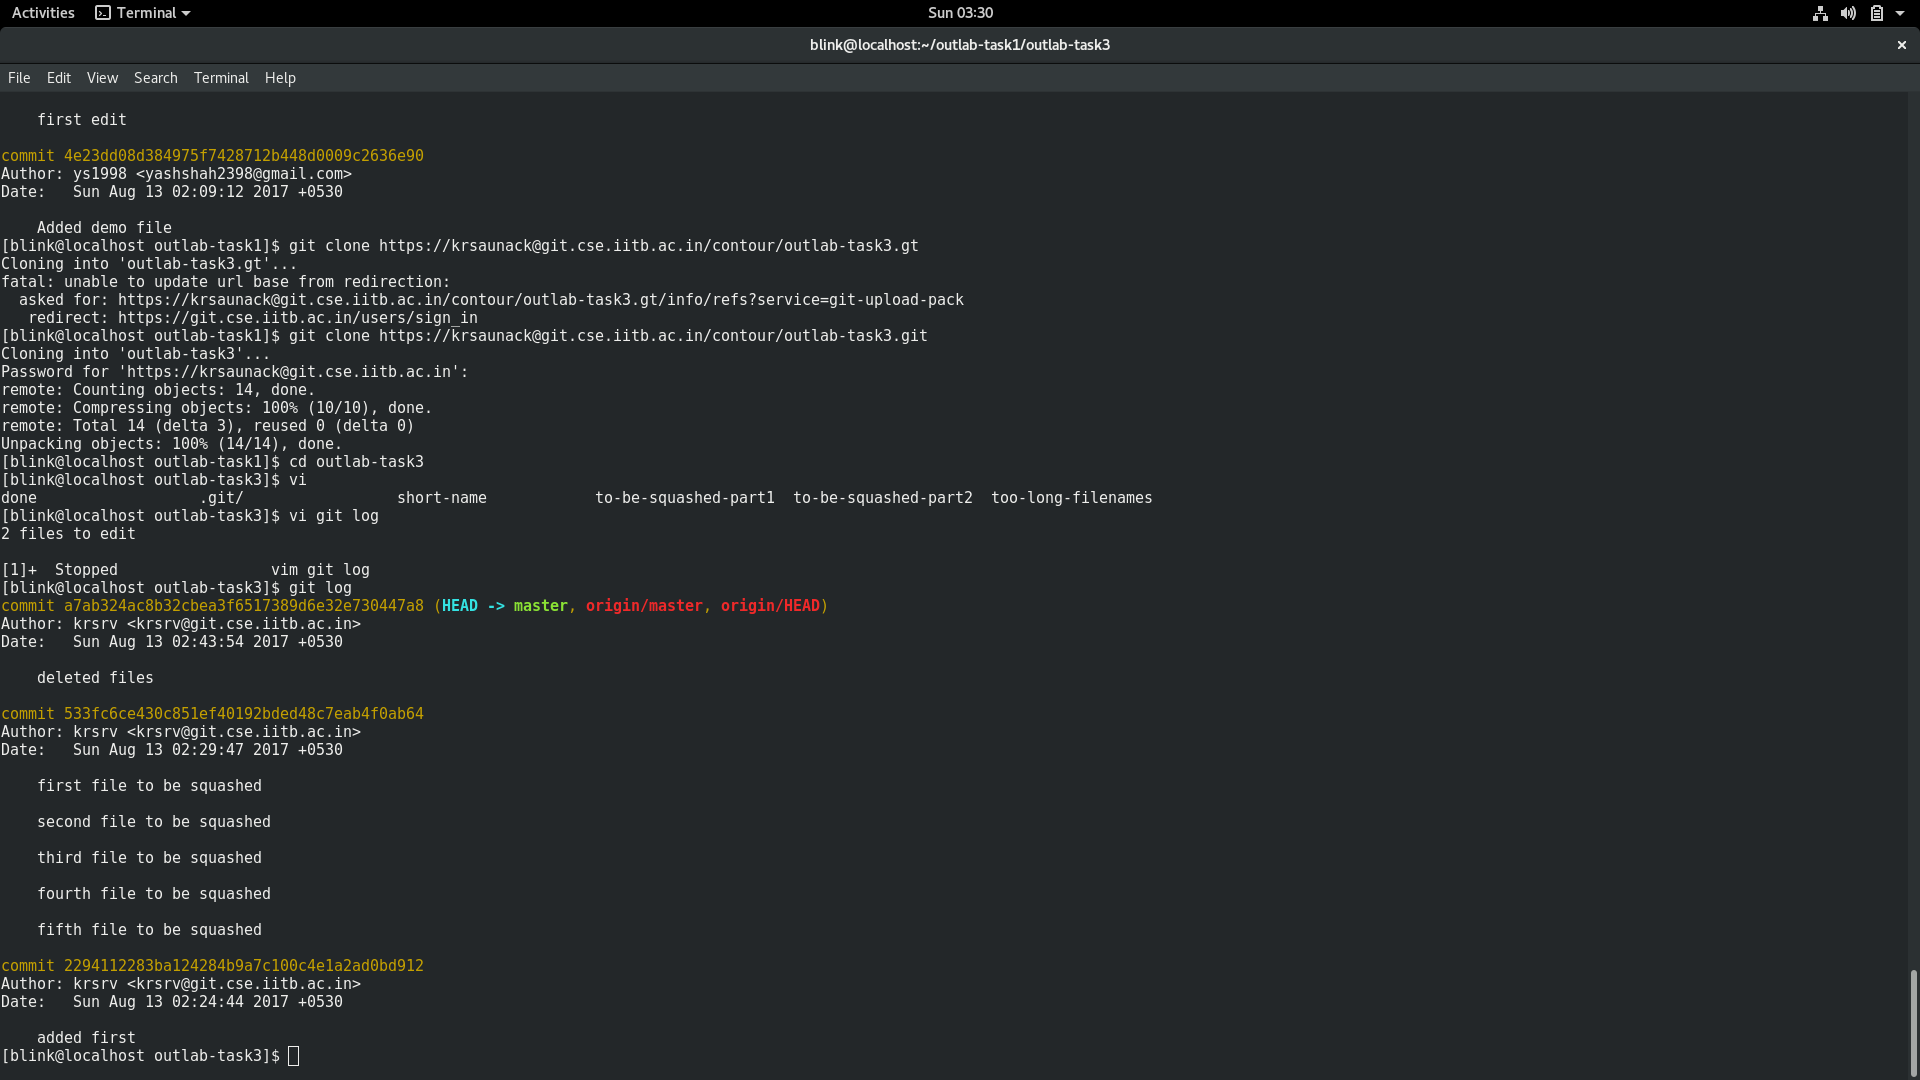 Activities Terminal Sun 03:30
blink@localhost:~/outlab-task1/outlab-task3 ×
File Edit View Search Terminal Help
    first edit
commit 4e23dd08d384975f7428712b448d0009c2636e90
Author: ys1998 <yashshah2398@gmail.com>
Date:   Sun Aug 13 02:09:12 2017 +0530
    Added demo file
[blink@localhost outlab-task1]$ git clone https://krsaunack@git.cse.iitb.ac.in/contour/outlab-task3.gt
Cloning into 'outlab-task3.gt'...
fatal: unable to update url base from redirection:
  asked for: https://krsaunack@git.cse.iitb.ac.in/contour/outlab-task3.gt/info/refs?service=git-upload-pack
   redirect: https://git.cse.iitb.ac.in/users/sign_in
[blink@localhost outlab-task1]$ git clone https://krsaunack@git.cse.iitb.ac.in/contour/outlab-task3.git
Cloning into 'outlab-task3'...
Password for 'https://krsaunack@git.cse.iitb.ac.in':
remote: Counting objects: 14, done.
remote: Compressing objects: 100% (10/10), done.
remote: Total 14 (delta 3), reused 0 (delta 0)
Unpacking objects: 100% (14/14), done.
[blink@localhost outlab-task1]$ cd outlab-task3
[blink@localhost outlab-task3]$ vi
done                  .git/                 short-name            to-be-squashed-part1  to-be-squashed-part2  too-long-filenames
[blink@localhost outlab-task3]$ vi git log
2 files to edit
[1]+  Stopped                 vim git log
[blink@localhost outlab-task3]$ git log
commit a7ab324ac8b32cbea3f6517389d6e32e730447a8 (HEAD -> master, origin/master, origin/HEAD)
Author: krsrv <krsrv@git.cse.iitb.ac.in>
Date:   Sun Aug 13 02:43:54 2017 +0530
    deleted files
commit 533fc6ce430c851ef40192bded48c7eab4f0ab64
Author: krsrv <krsrv@git.cse.iitb.ac.in>
Date:   Sun Aug 13 02:29:47 2017 +0530
    first file to be squashed
    second file to be squashed
    third file to be squashed
    fourth file to be squashed
    fifth file to be squashed
commit 2294112283ba124284b9a7c100c4e1a2ad0bd912
Author: krsrv <krsrv@git.cse.iitb.ac.in>
Date:   Sun Aug 13 02:24:44 2017 +0530
    added first
[blink@localhost outlab-task3]$